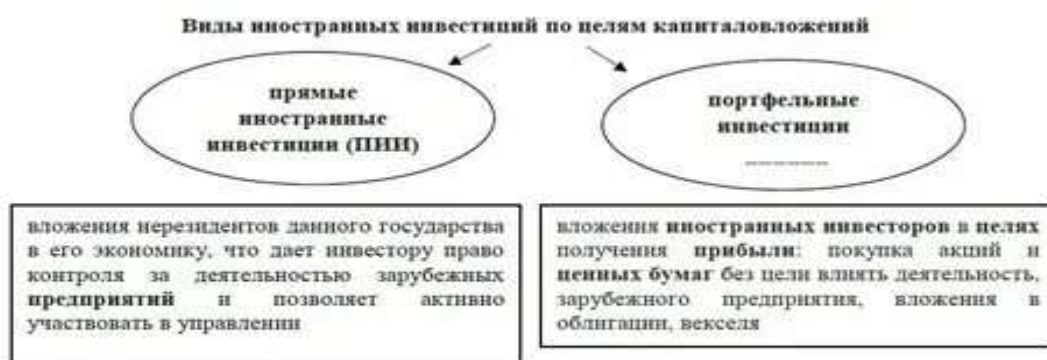 Виды иностранных инвестиций по целям капиталовложений
прямые
иностранные
инвестиции (ПИИ)
портфельные
инвестиции
-------------
вложения нерезидентов данного государства
в его экономику, что дает инвестору право
контроля за деятельностью зарубежных
предприятий и позволяет активно
участвовать в управлении
вложения иностранных инвесторов в целях
получения прибыли: покупка акций и
ценных бумаг без цели влиять деятельность,
зарубежного предприятия, вложения в
облигации, векселя